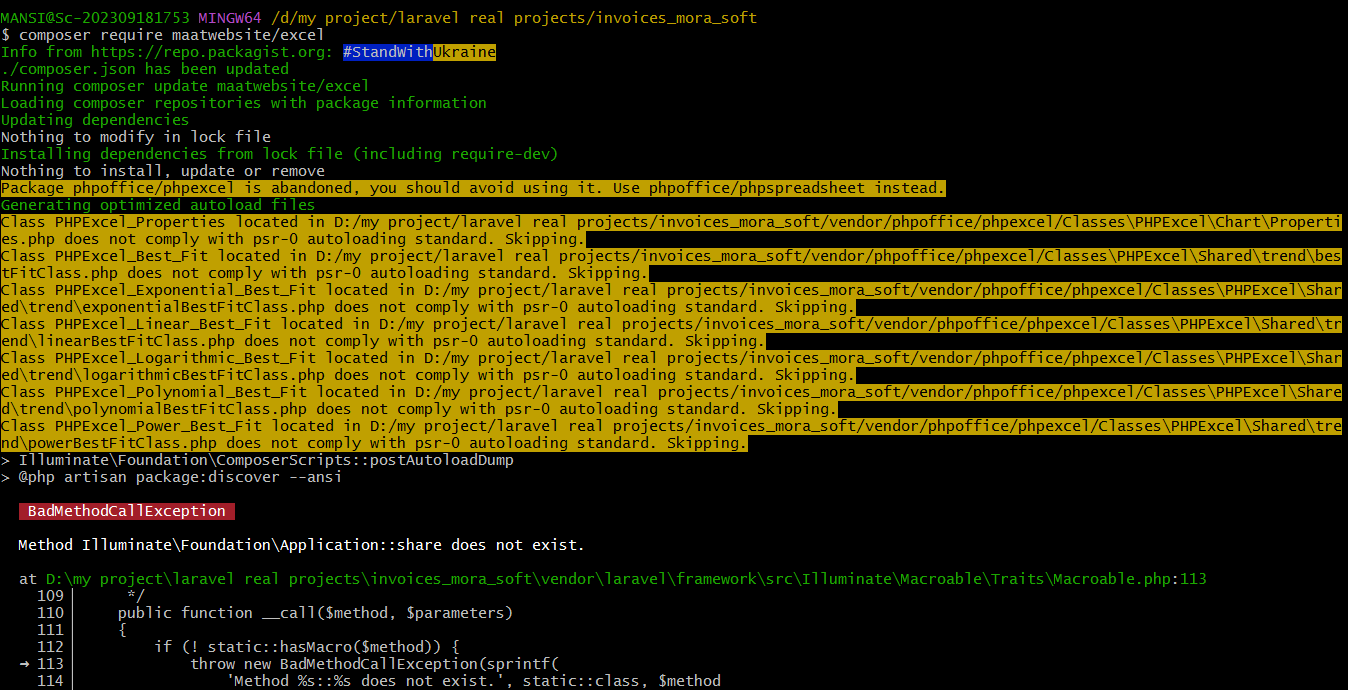 MANSI@Sc-202309181753 MINGW64 /d/my project/laravel real projects/invoices_mora_soft
$ composer require maatwebsite/excel
Info from https://repo.packagist.org: #StandWithUkraine
./composer.json has been updated
Running composer update maatwebsite/excel
Loading composer repositories with package information
Updating dependencies
Nothing to modify in lock file
Installing dependencies from lock file (including require-dev)
Nothing to install, update or remove
Package phpoffice/phpexcel is abandoned, you should avoid using it. Use phpoffice/phpspreadsheet instead.
Generating optimized autoload files
Class PHPExcel_Properties located in D:/my project/laravel real projects/invoices_mora_soft/vendor/phpoffice/phpexcel/Classes\PHPExcel\Chart\Properti
es.php does not comply with psr-0 autoloading standard. Skipping.
Class PHPExcel_Best_Fit located in D:/my project/laravel real projects/invoices_mora_soft/vendor/phpoffice/phpexcel/Classes\PHPExcel\Shared\trend\bes
tFitClass.php does not comply with psr-0 autoloading standard. Skipping.
Class PHPExcel_Exponential_Best_Fit located in D:/my project/laravel real projects/invoices_mora_soft/vendor/phpoffice/phpexcel/Classes\PHPExcel\Shar
ed\trend\exponentialBestFitClass.php does not comply with psr-0 autoloading standard. Skipping.
Class PHPExcel_Linear_Best_Fit located in D:/my project/laravel real projects/invoices_mora_soft/vendor/phpoffice/phpexcel/Classes\PHPExcel\Shared\tr
end\linearBestFitClass.php does not comply with psr-0 autoloading standard. Skipping.
Class PHPExcel_Logarithmic_Best_Fit located in D:/my project/laravel real projects/invoices_mora_soft/vendor/phpoffice/phpexcel/Classes\PHPExcel\Shar
ed\trend\logarithmicBestFitClass.php does not comply with psr-0 autoloading standard. Skipping.
Class PHPExcel_Polynomial_Best_Fit located in D:/my project/laravel real projects/invoices_mora_soft/vendor/phpoffice/phpexcel/Classes\PHPExcel\Share
d\trend\polynomialBestFitClass.php does not comply with psr-0 autoloading standard. Skipping.
Class PHPExcel_Power_Best_Fit located in D:/my project/laravel real projects/invoices_mora_soft/vendor/phpoffice/phpexcel/Classes\PHPExcel\Shared\tre
nd\powerBestFitClass.php does not comply with psr-0 autoloading standard. Skipping.
> Illuminate\Foundation\ComposerScripts::postAutoloadDump
> @php artisan package:discover --ansi
BadMethodCallException
Method Illuminate\Foundation\Application::share does not exist.
at D:\my project\laravel real projects\invoices_mora_soft\vendor\laravel\framework\src\Illuminate\Macroable\Traits\Macroable.php:113
109| */
110| public function __call($method, $parameters)
111| {
112| if (! static::hasMacro($method)) {
→ 113| throw new BadMethodCallException(sprintf(
114| 'Method %s::%s does not exist.', static::class, $method